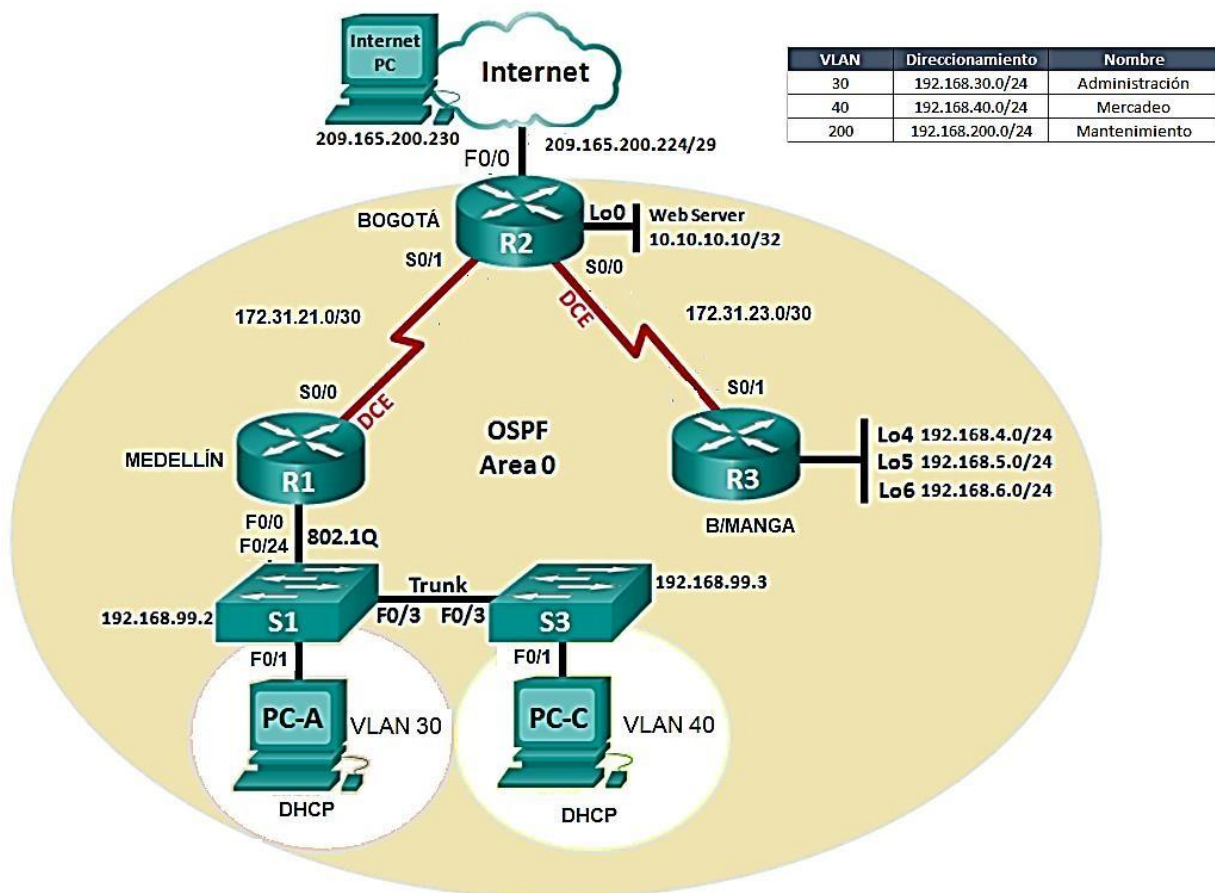 Internet
PC
Internet
209.165.200.230
209.165.200.224/29
F0/0
VLAN Direccionamiento Nombre
30 192.168.30.0/24 Administración
40 192.168.40.0/24 Mercadeo
200 192.168.200.0/24 Mantenimiento
BOGOTÁ
R2
Lo0
Web Server
10.10.10.10/32
S0/1
S0/0
DCE
172.31.21.0/30
172.31.23.0/30
S0/0
DCE
S0/1
OSPF
Area 0
MEDELLÍN
R1
R3
B/MANGA
Lo4 192.168.4.0/24
Lo5 192.168.5.0/24
Lo6 192.168.6.0/24
F0/0
F0/24
802.1Q
Trunk
192.168.99.2
S1
F0/3
F0/3
S3
192.168.99.3
F0/1
F0/1
PC-A
VLAN 30
PC-C
VLAN 40
DHCP
DHCP